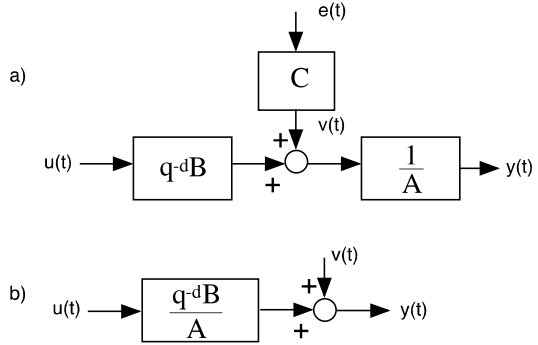 e(t)
a)
C
v(t)
+
u(t)
q-dB
+
1
A
y(t)
v(t)
b)
+
u(t)
q-dB
A
+
y(t)